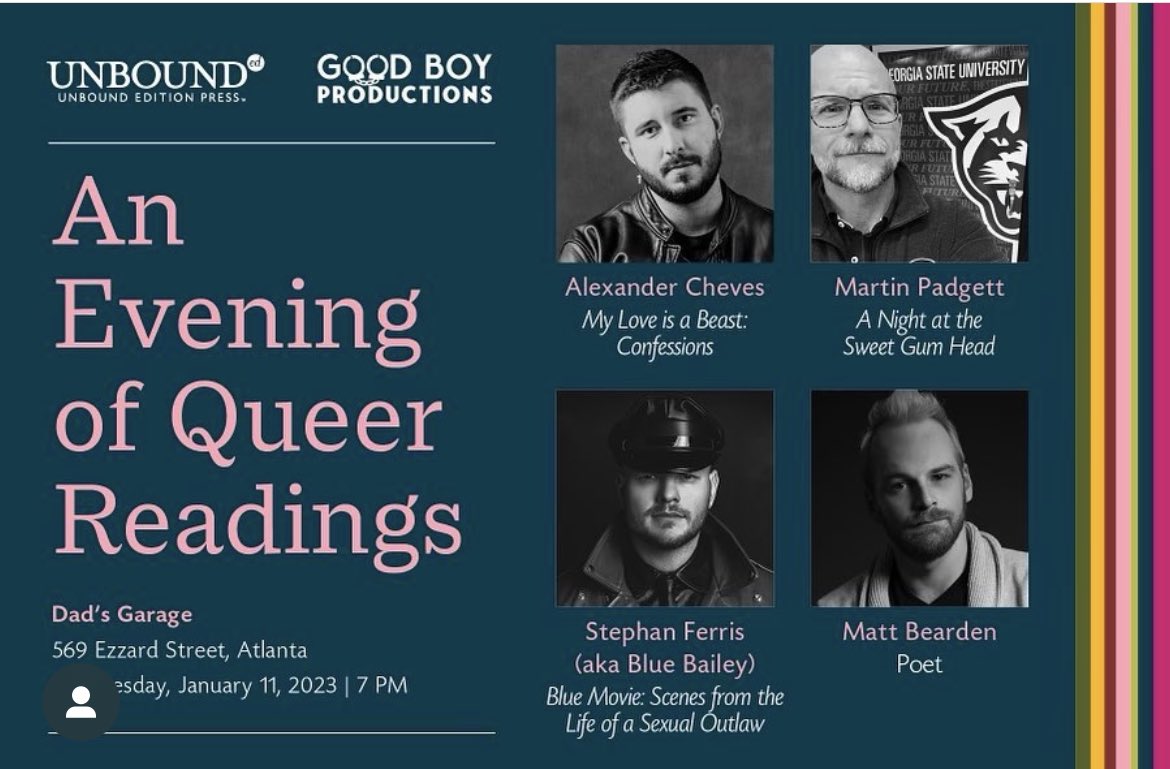 UNBOUND ed
UNBOUND EDITION PRESS™
GOOD BOY
PRODUCTIONS
An
Evening
of Queer
Readings
Dad's Garage
569 Ezzard Street, Atlanta
esday, January 11, 2023 | 7 PM
Alexander Cheves
My Love is a Beast:
Confessions
GEORGIA STATE UNIVERSITY
Martin Padgett
A Night at the
Sweet Gum Head
Stephan Ferris
(aka Blue Bailey)
Blue Movie: Scenes from the
Life of a Sexual Outlaw
Matt Bearden
Poet